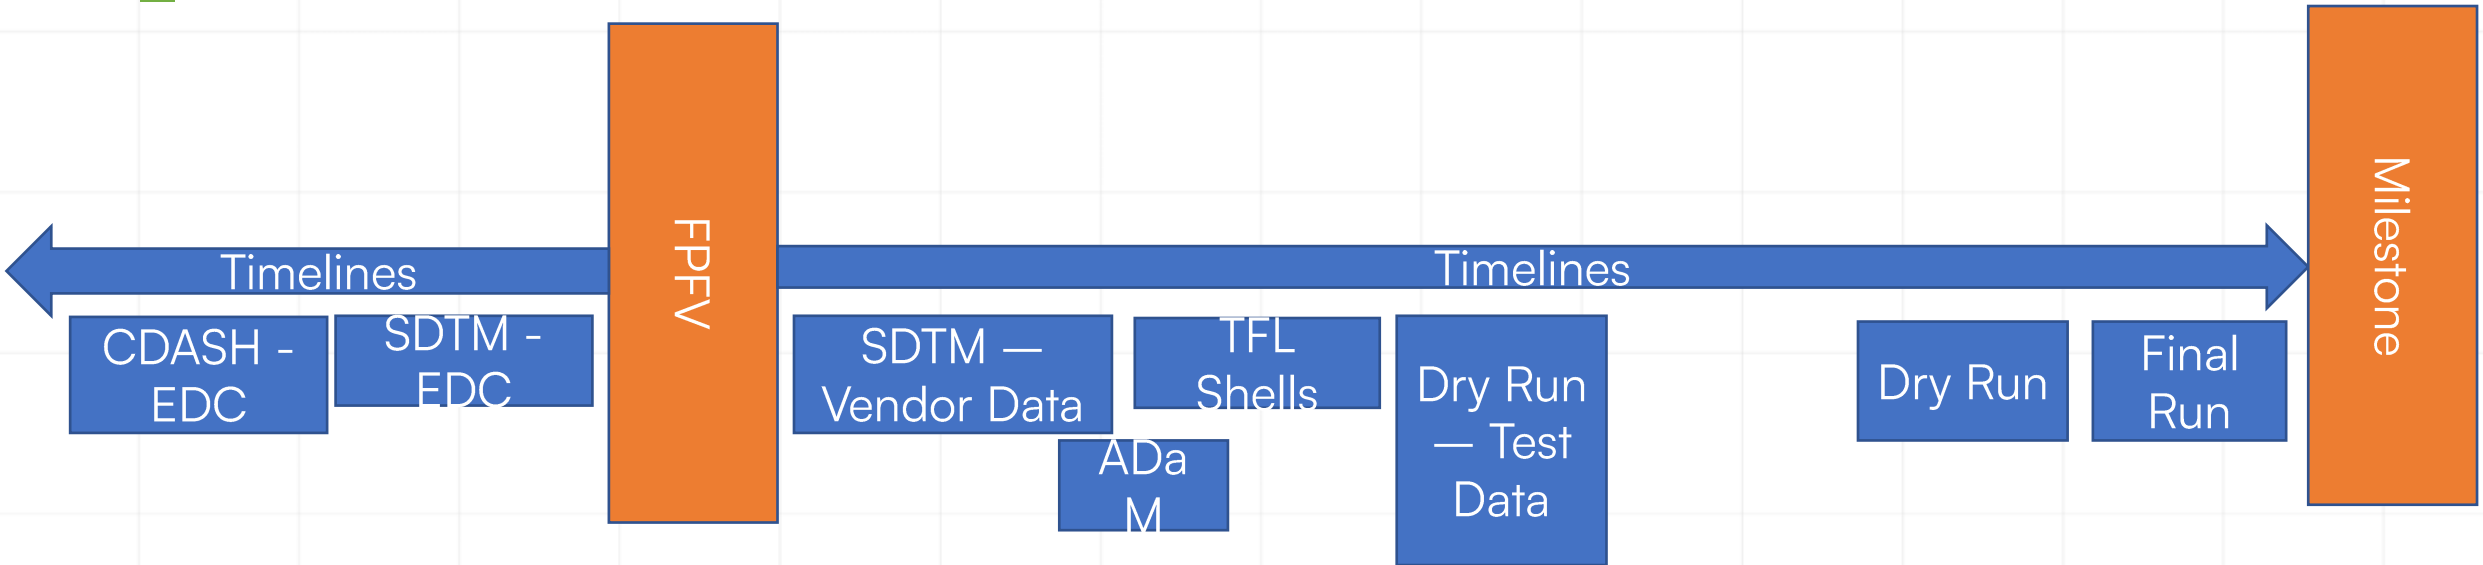 FPFV
Milestone
Timelines
Timelines
CDASH -
EDC
SDTM -
EDC
SDTM —
Vendor Data
TFL
Shells
ADa
M
Dry Run
— Test
Data
Dry Run
Final
Run